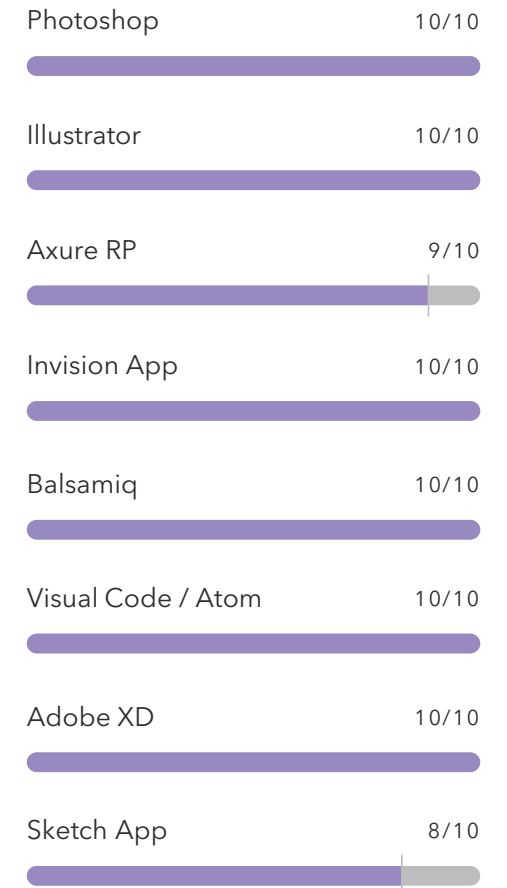 Photoshop 10/10
Illustrator 10/10
Axure RP 9/10
Invision App 10/10
Balsamiq 10/10
Visual Code / Atom 10/10
Adobe XD 10/10
Sketch App 8/10